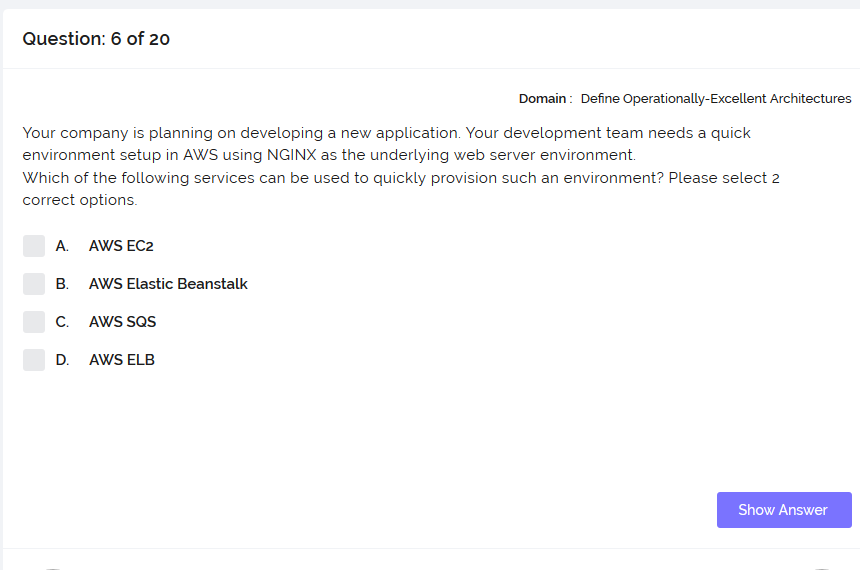 Question: 6 of 20
Domain : Define Operationally-Excellent Architectures
Your company is planning on developing a new application. Your development team needs a quick
environment setup in AWS using NGINX as the underlying web server environment.
Which of the following services can be used to quickly provision such an environment? Please select 2
correct options.
A. AWS EC2
B. AWS Elastic Beanstalk
C. AWS SQS
D. AWS ELB
Show Answer